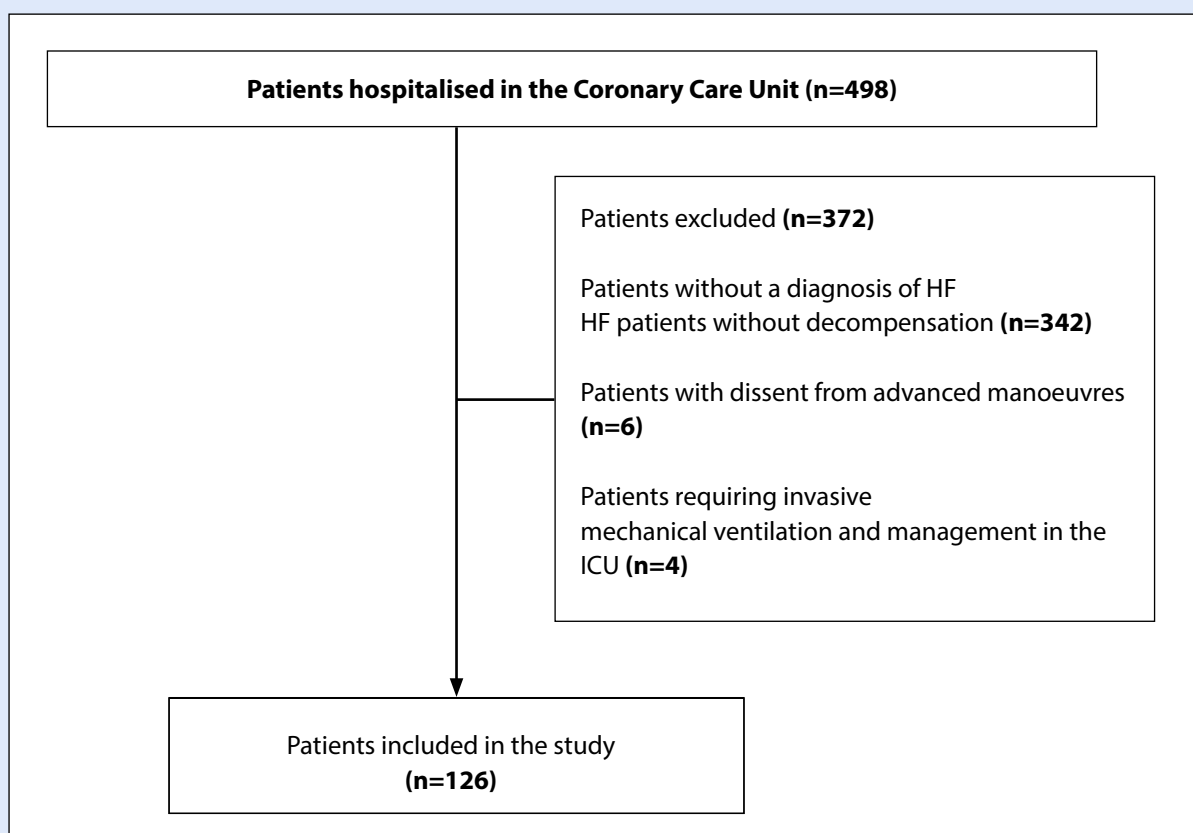 Patients hospitalised in the Coronary Care Unit (n=498)
Patients excluded (n=372)
Patients without a diagnosis of HF
HF patients without decompensation (n=342)
Patients with dissent from advanced manoeuvres
(n=6)
Patients requiring invasive
mechanical ventilation and management in the
ICU (n=4)
Patients included in the study
(n=126)